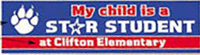 My child is a
STAR STUDENT
at Clifton Elementary